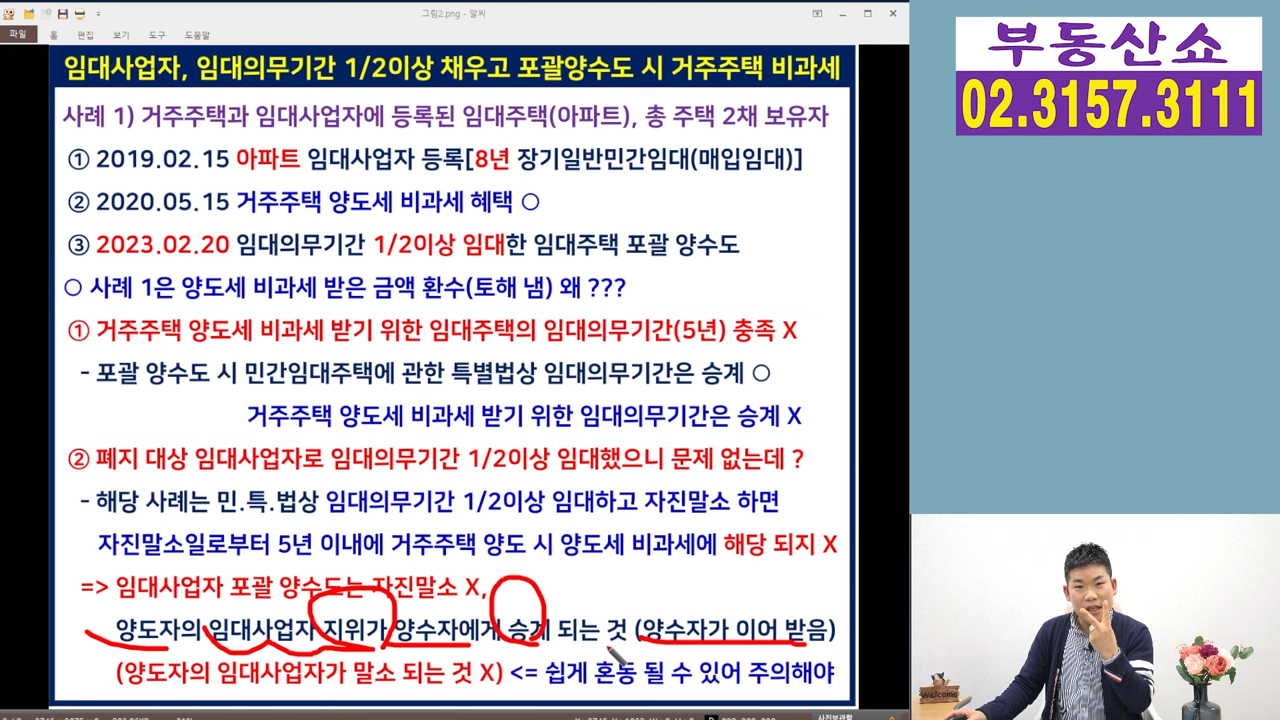 그림2.png - 알씨
파일 홈 편집 보기 도구 도움말
임대사업자, 임대의무기간 1/2이상 채우고 포괄양수도 시 거주주택 비과세
사례 1) 거주주택과 임대사업자에 등록된 임대주택(아파트), 총 주택 2채 보유자
① 2019.02.15 아파트 임대사업자 등록[8년 장기일반민간임대(매입임대)]
② 2020.05.15 거주주택 양도세 비과세 혜택 ○
③ 2023.02.20 임대의무기간 1/2이상 임대한 임대주택 포괄 양수도
○ 사례 1은 양도세 비과세 받은 금액 환수(토해 냄) 왜 ???
① 거주주택 양도세 비과세 받기 위한 임대주택의 임대의무기간(5년) 충족 X
- 포괄 양수도 시 민간임대주택에 관한 특별법상 임대의무기간은 승계 ○
거주주택 양도세 비과세 받기 위한 임대의무기간은 승계 X
② 폐지 대상 임대사업자로 임대의무기간 1/2이상 임대했으니 문제 없는데 ?
- 해당 사례는 민.특.법상 임대의무기간 1/2이상 임대하고 자진말소 하면
자진말소일로부터 5년 이내에 거주주택 양도 시 양도세 비과세에 해당 되지 X
=> 임대사업자 포괄 양수도는 자진말소 X,
양도자의 임대사업자 지위가 양수자에게 승계 되는 것 (양수자가 이어 받음)
(양도자의 임대사업자가 말소 되는 것 X) <= 쉽게 혼동 될 수 있어 주의해야
부동산쇼
02.3157.3111
Welcome